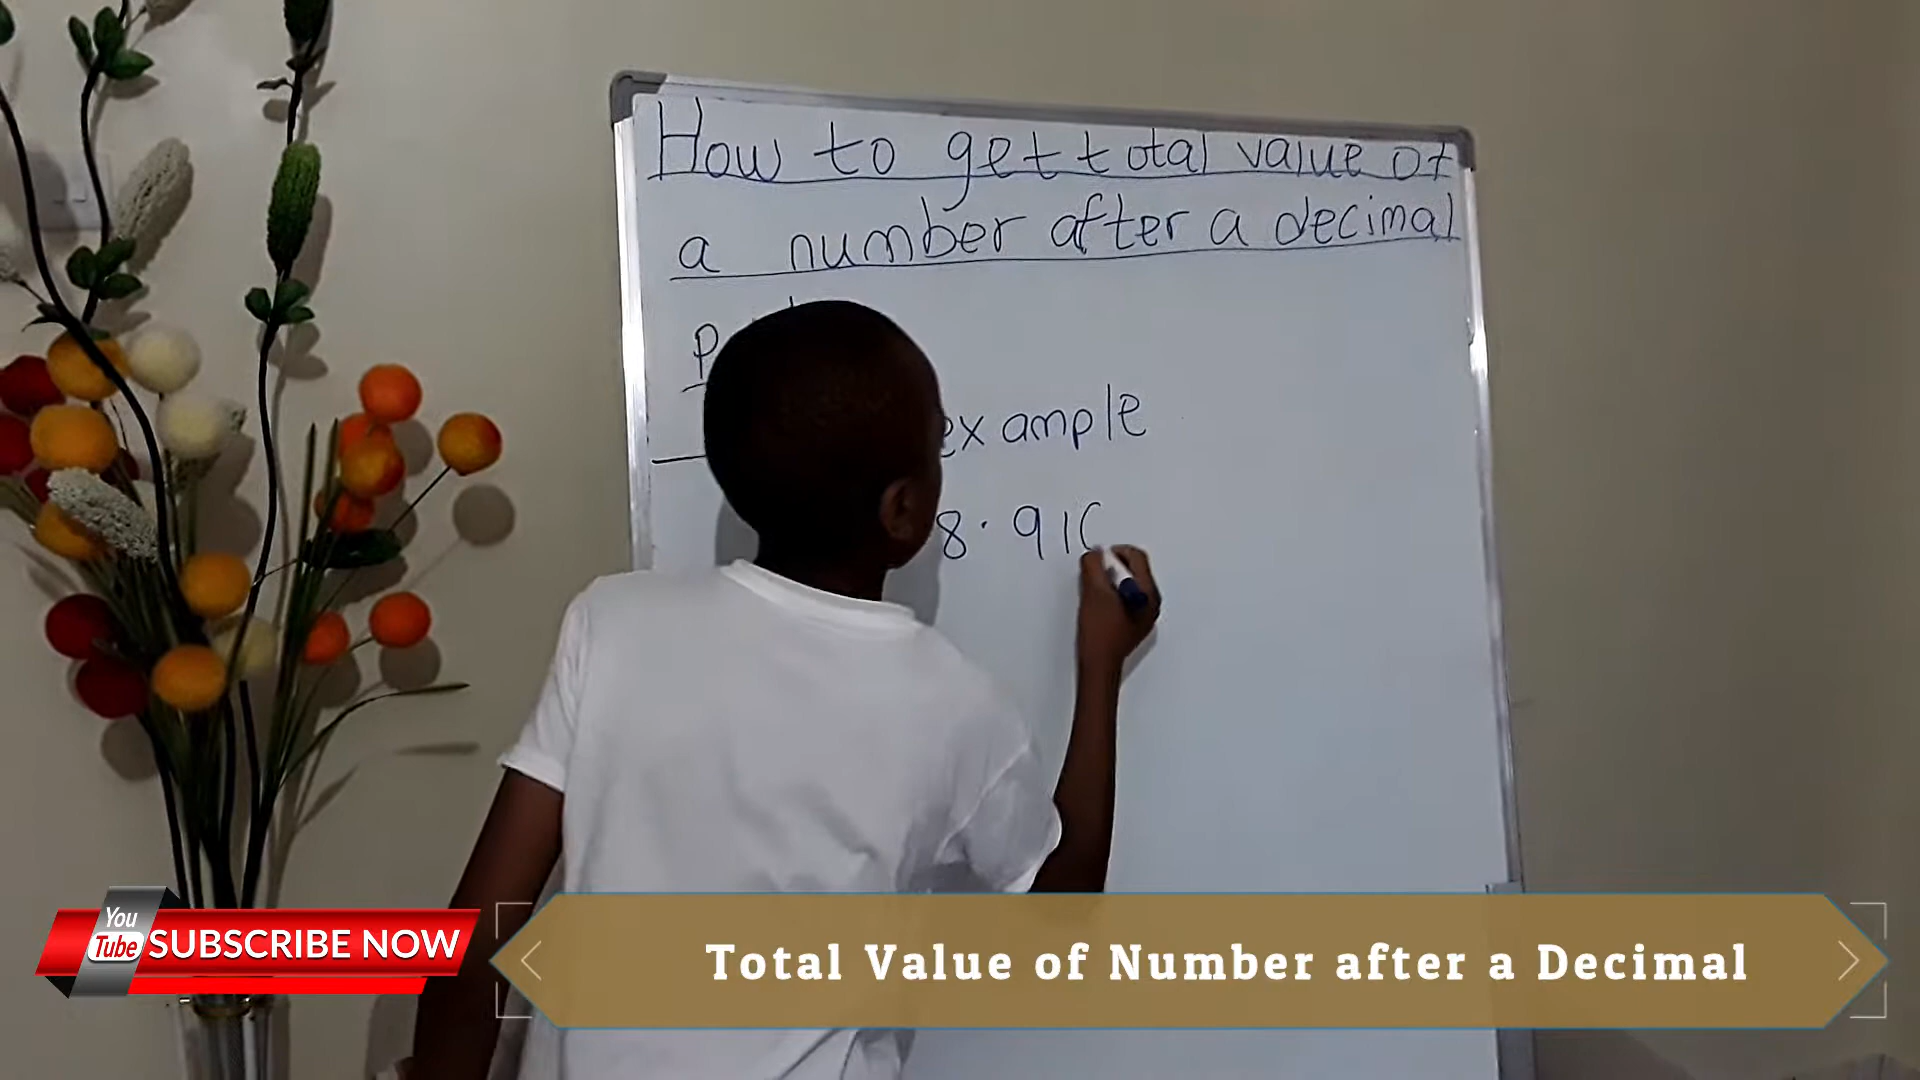 How to get total value of
a number after a decimal
example
8.91
You
Tube
SUBSCRIBE NOW
Total Value of Number after a Decimal